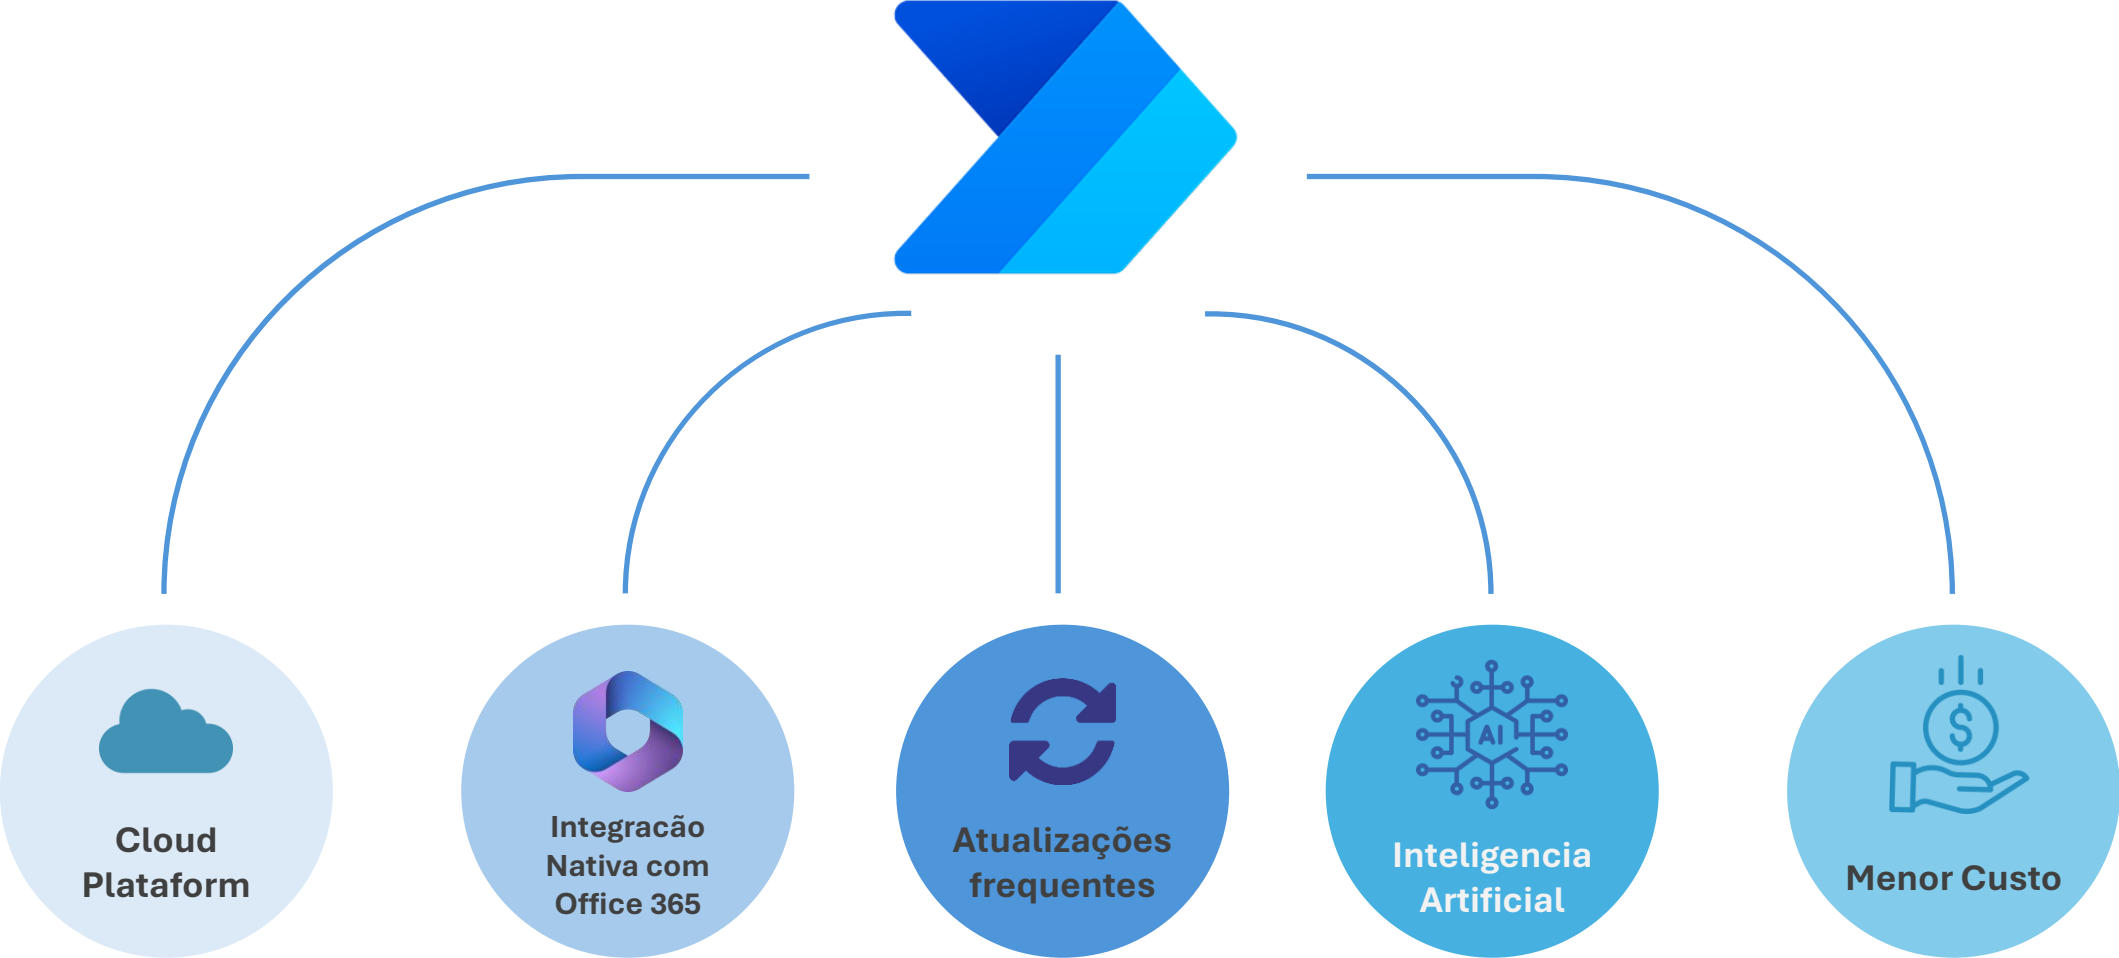 Cloud
Plataform
Integracão
Nativa com
Office 365
Atualizações
frequentes
AI
Inteligencia
Artificial
$
Menor Custo